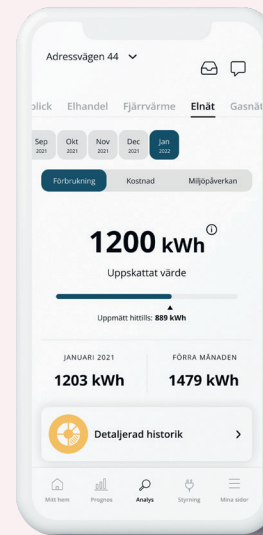 Adressvägen 44
blick Elhandel Fjärrvärme Elnät Gasnät
Sep Okt Nov Dec Jan
2021 2021 2021 2021 2022
Förbrukning Kostnad Miljöpåverkan
1200 kWh
Uppskattat värde
Uppmätt hittills: 889 kWh
JANUARI 2021 FÖRRA MÅNADEN
1203 kWh 1479 kWh
Detaljerad historik
Mitt hem Prognos Analys Styrning Mina sidor